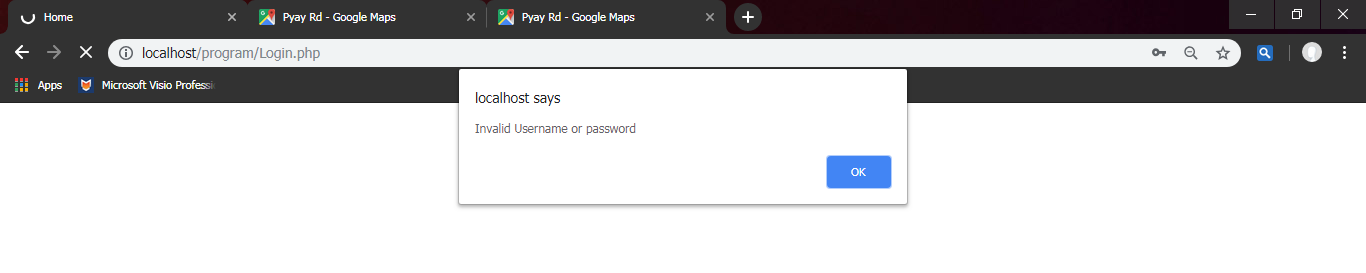 Home
Pyay Rd - Google Maps
Pyay Rd - Google Maps
localhost/program/Login.php
Apps
Microsoft Visio Professi
localhost says
Invalid Username or password
OK